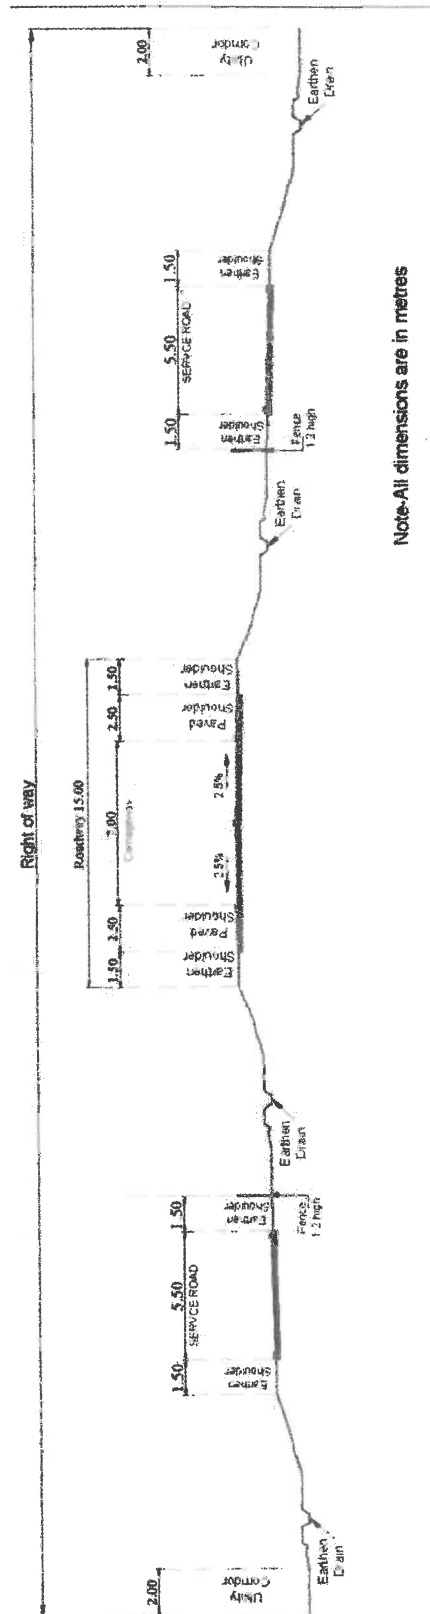 Right of way
Roadway 15.00
2.00
1.50
5.50
1.50
1.50
2.50
7.00
2.50
1.50
1.50
5.50
1.50
2.00
SERVCE ROAD
Carriageway
SERVCE ROAD
Utility
Corridor
Earthen
Shoulder
Earthen
Shoulder
Earthen
Shoulder
Paved
Shoulder
2.5%
2.5%
Paved
Shoulder
Earthen
Shoulder
Earthen
Shoulder
Earthen
Shoulder
Utility
Corridor
Earthen
Drain
Fence
1.2 high
Earthen
Drain
Earthen
Drain
Fence
1.2 high
Earthen
Drain
Note-All dimensions are in metres